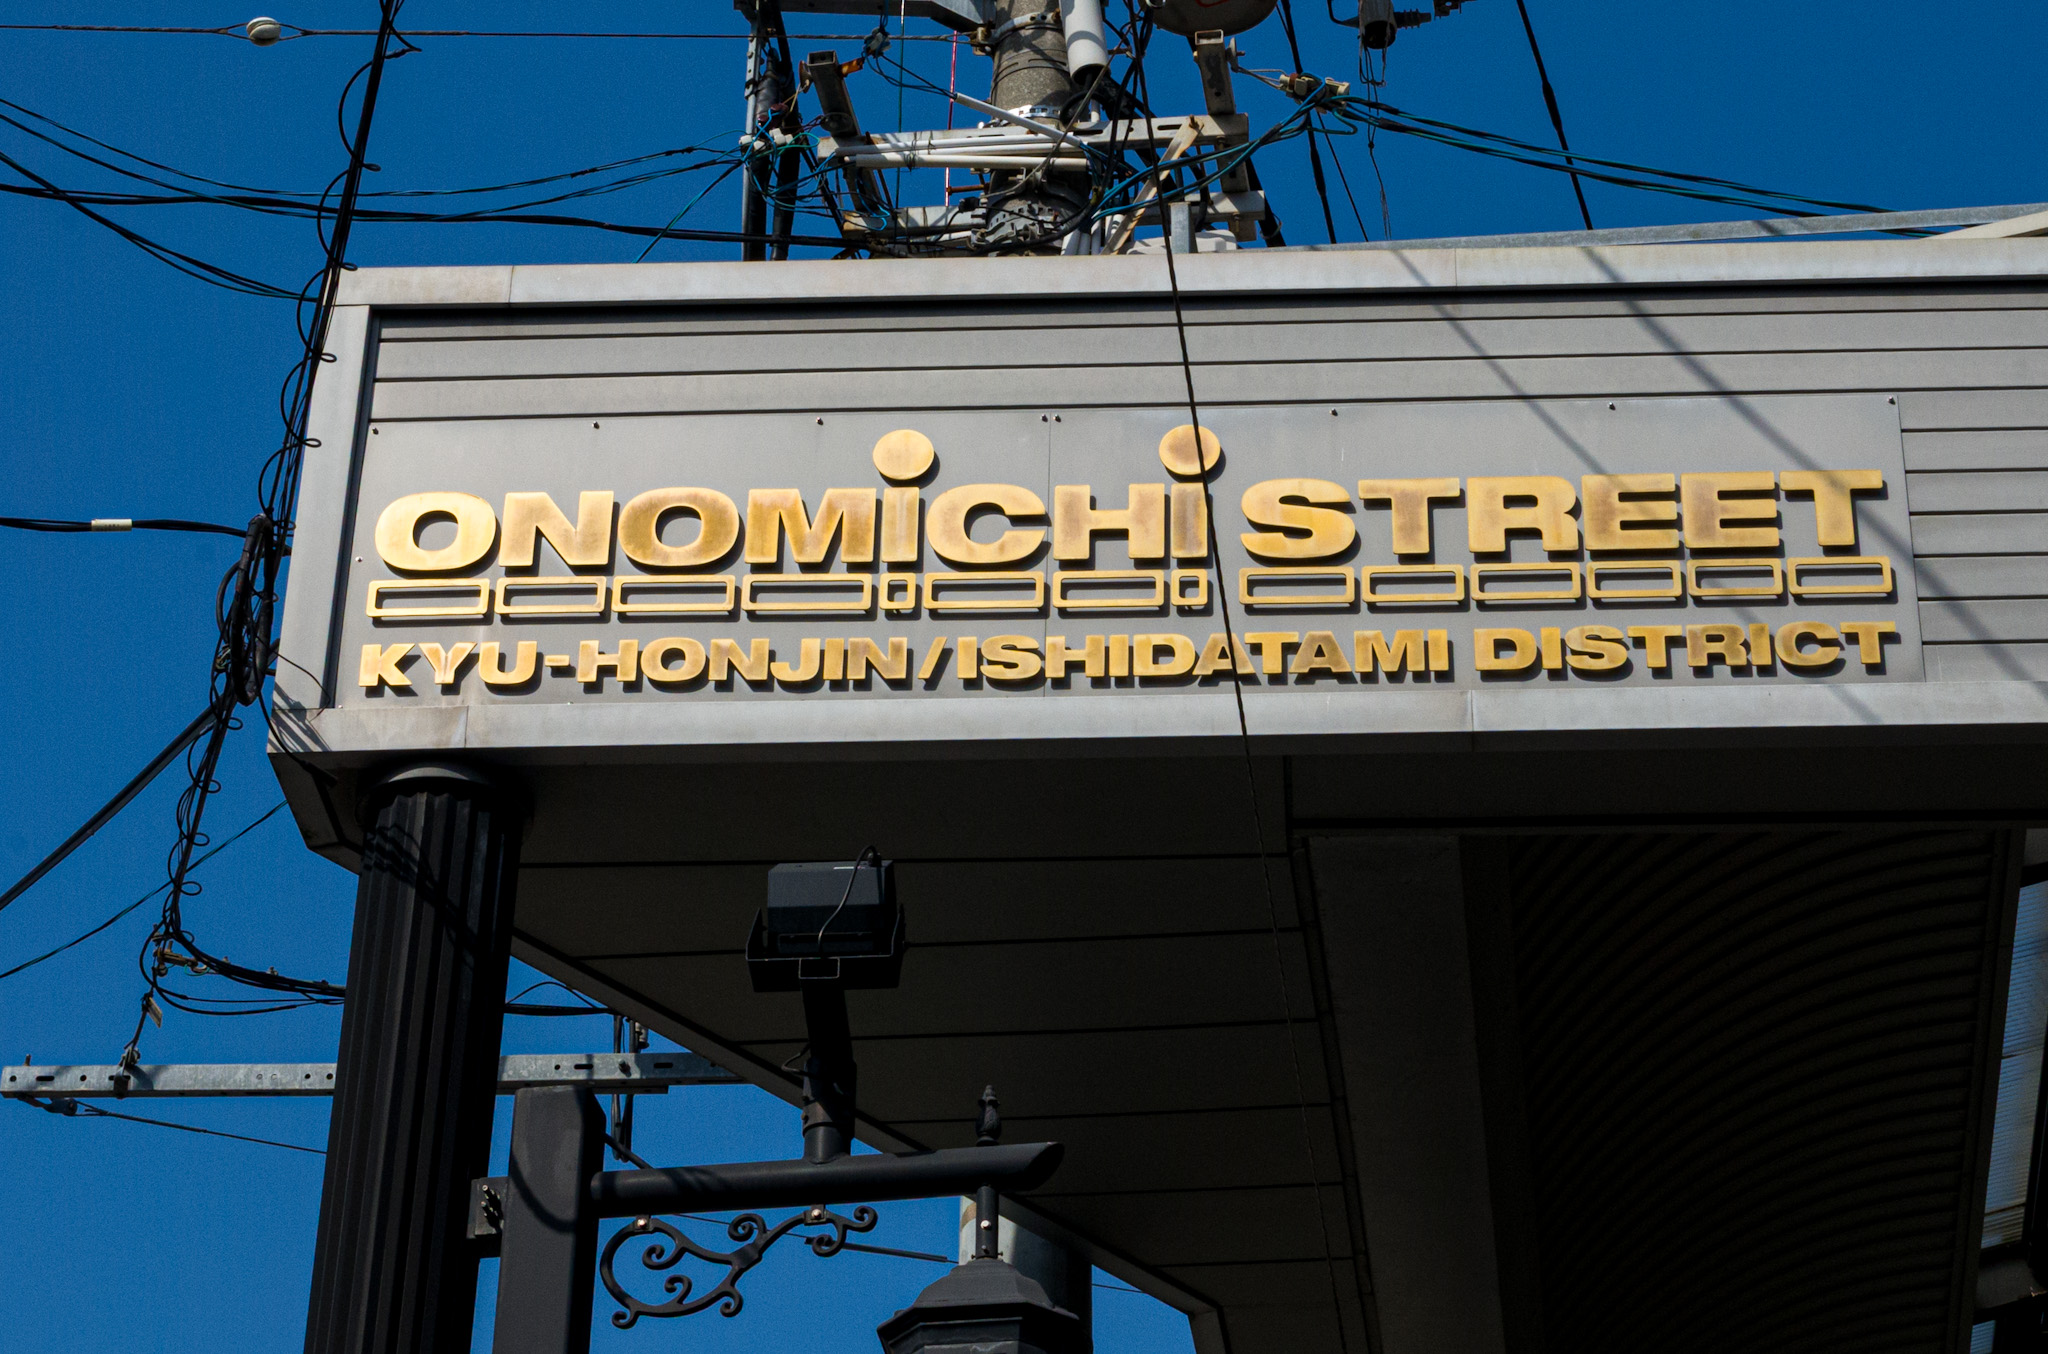 ONOMiCHi STREET
KYU-HONJIN/ISHIDATAMI DISTRICT